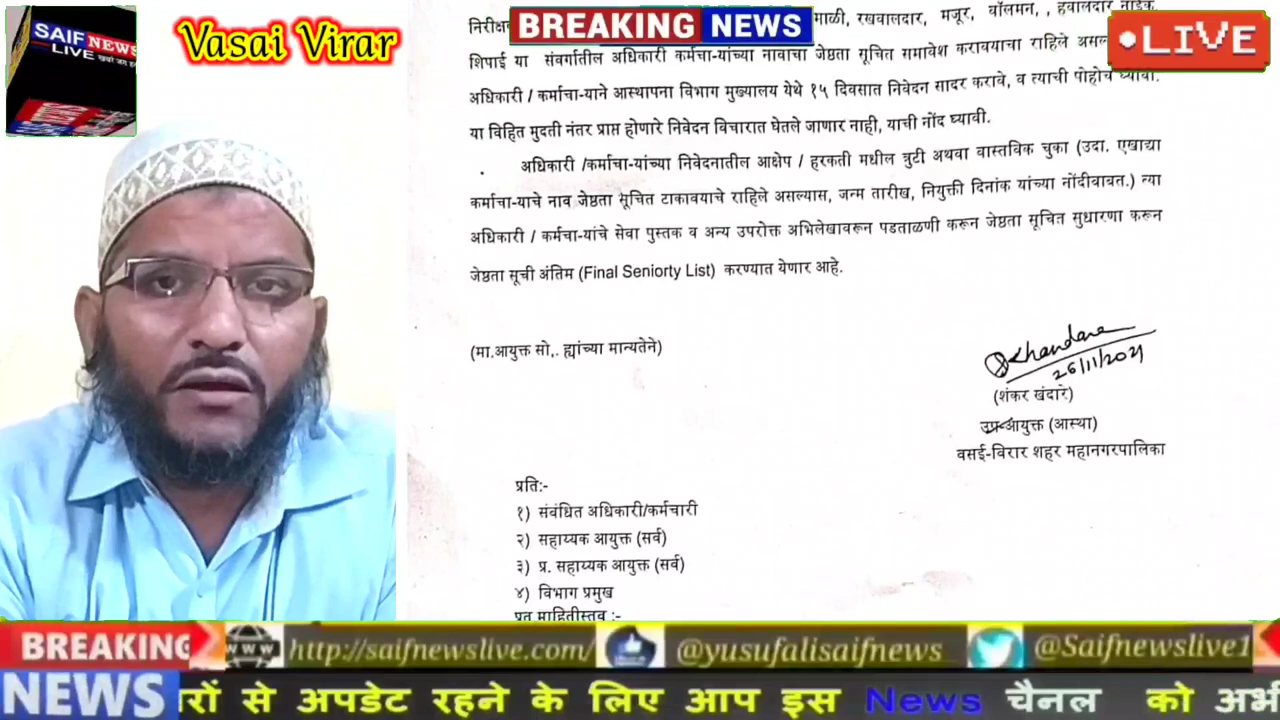 SAIF NEWS
LIVE
Vasai Virar
BREAKING NEWS
LIVE
माळी, रखवालदार, मजूर, वॉलमन, , हवालदार नाईक,
शिपाई या संवर्गातील अधिकारी कर्मचा-यांच्या नावाचा जेष्ठता सूचित समावेश करावयाचा राहिले
अधिकारी / कर्माचा-याने आस्थापना विभाग मुख्यालय येथे १५ दिवसात निवेदन सादर करावे, व त्याची पोहोच घ्यावी.
या विहित मुदती नंतर प्राप्त होणारे निवेदन विचारात घेतले जाणार नाही, याची नोंद घ्यावी.
अधिकारी /कर्माचा-यांच्या निवेदनातील आक्षेप / हरकती मधील त्रुटी अथवा वास्तविक चुका (उदा. एखाद्या
कर्माचा-याचे नाव जेष्ठता सूचित टाकावयाचे राहिले असल्यास, जन्म तारीख, नियुक्ती दिनांक यांच्या नोंदीबाबत.) त्या
अधिकारी / कर्मचा-यांचे सेवा पुस्तक व अन्य उपरोक्त अभिलेखावरून पडताळणी करून जेष्ठता सूचित सुधारणा करून
जेष्ठता सूची अंतिम (Final Seniorty List) करण्यात येणार आहे.
(मा.आयुक्त सो,. ह्यांच्या मान्यतेने)
Khandare
26/11/2021
(शंकर खंदारे)
उप-आयुक्त (आस्था)
वसई-विरार शहर महानगरपालिका
प्रति:-
१) संवंधित अधिकारी/कर्मचारी
२) सहाय्यक आयुक्त (सर्व)
३) प्र. सहाय्यक आयुक्त (सर्व)
४) विभाग प्रमुख
प्रत माहितीस्तव :-
BREAKING
NEWS
www http://saifnewslive.com/ @yusufalisaifnews @Saifnewslive1
रों से अपडेट रहने के लिए आप इस News चैनल को अभी